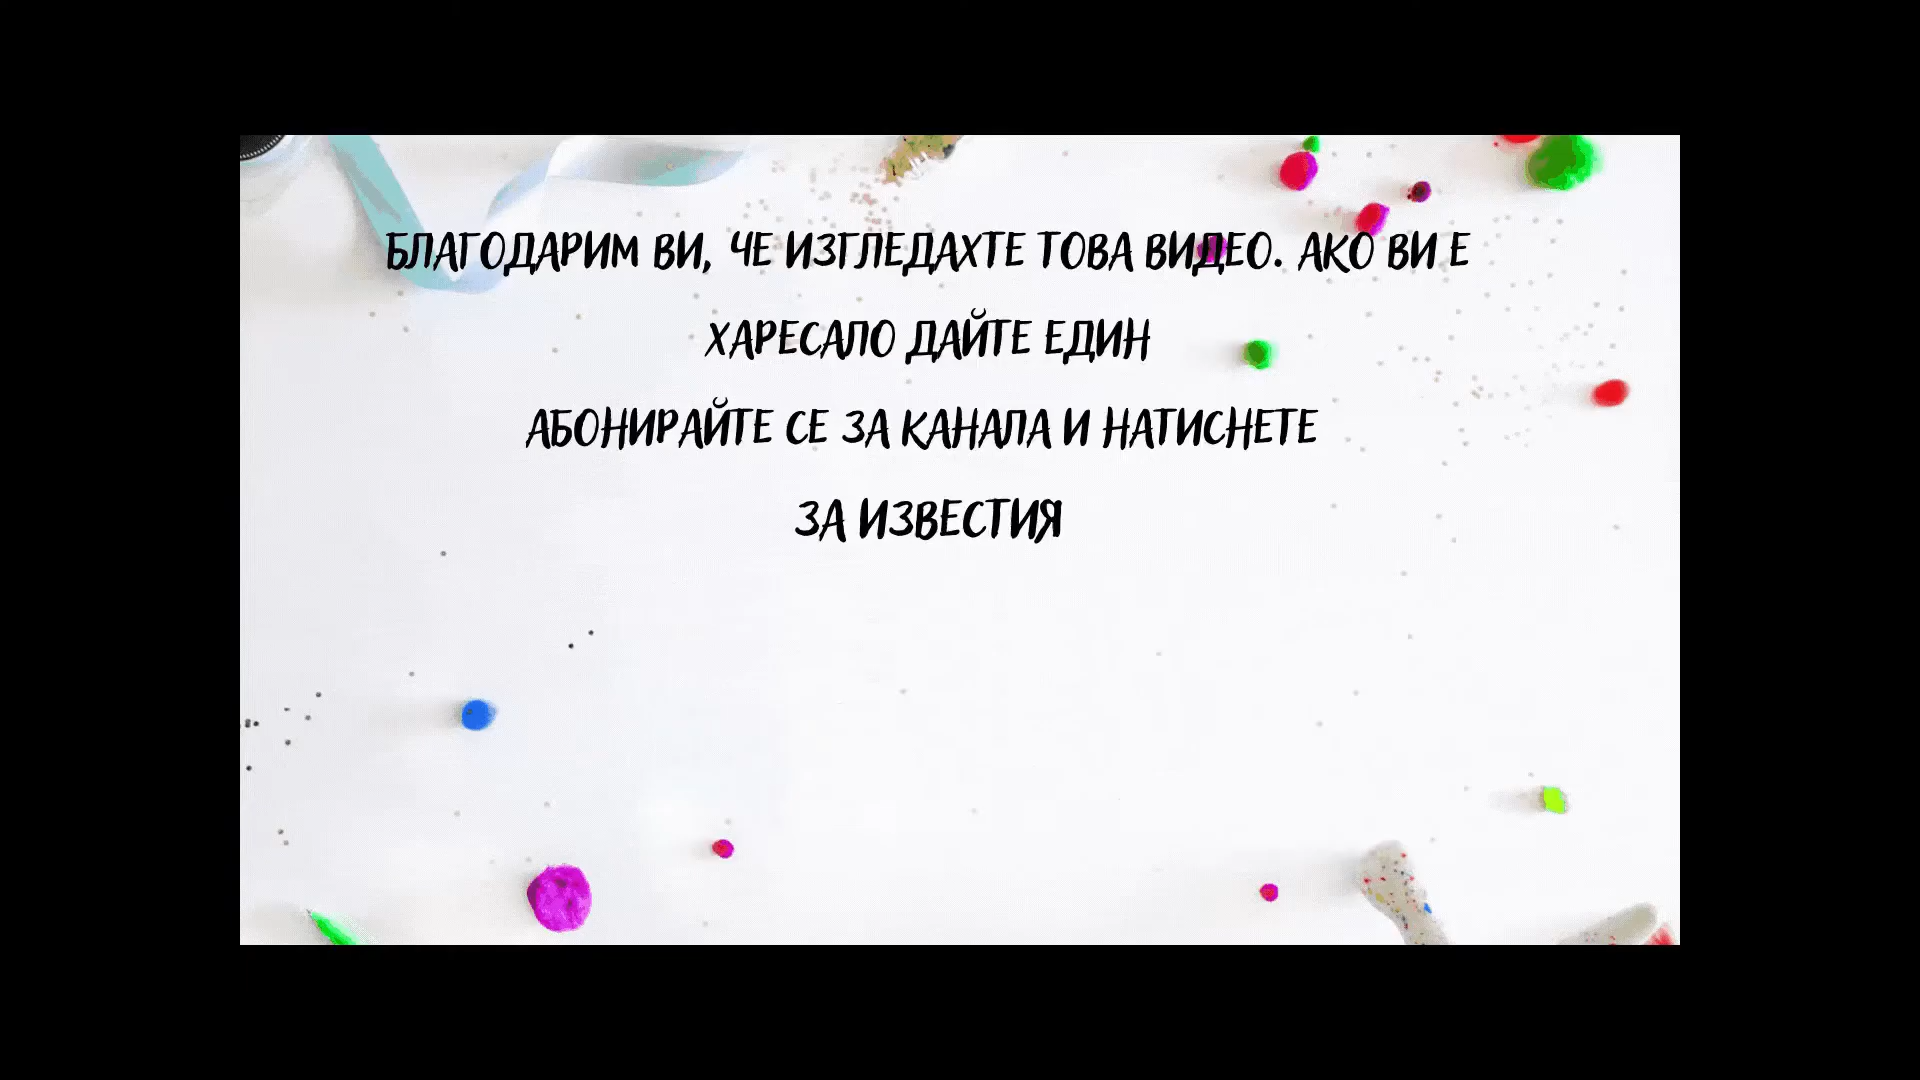 БЛАГОДАРИМ ВИ, ЧЕ ИЗГЛЕДАХТЕ ТОВА ВИДЕО. АКО ВИ Е
ХАРЕСАЛО ДАЙТЕ ЕДИН
АБОНИРАЙТЕ СЕ ЗА КАНАЛА И НАТИСНЕТЕ
ЗА ИЗВЕСТИЯ